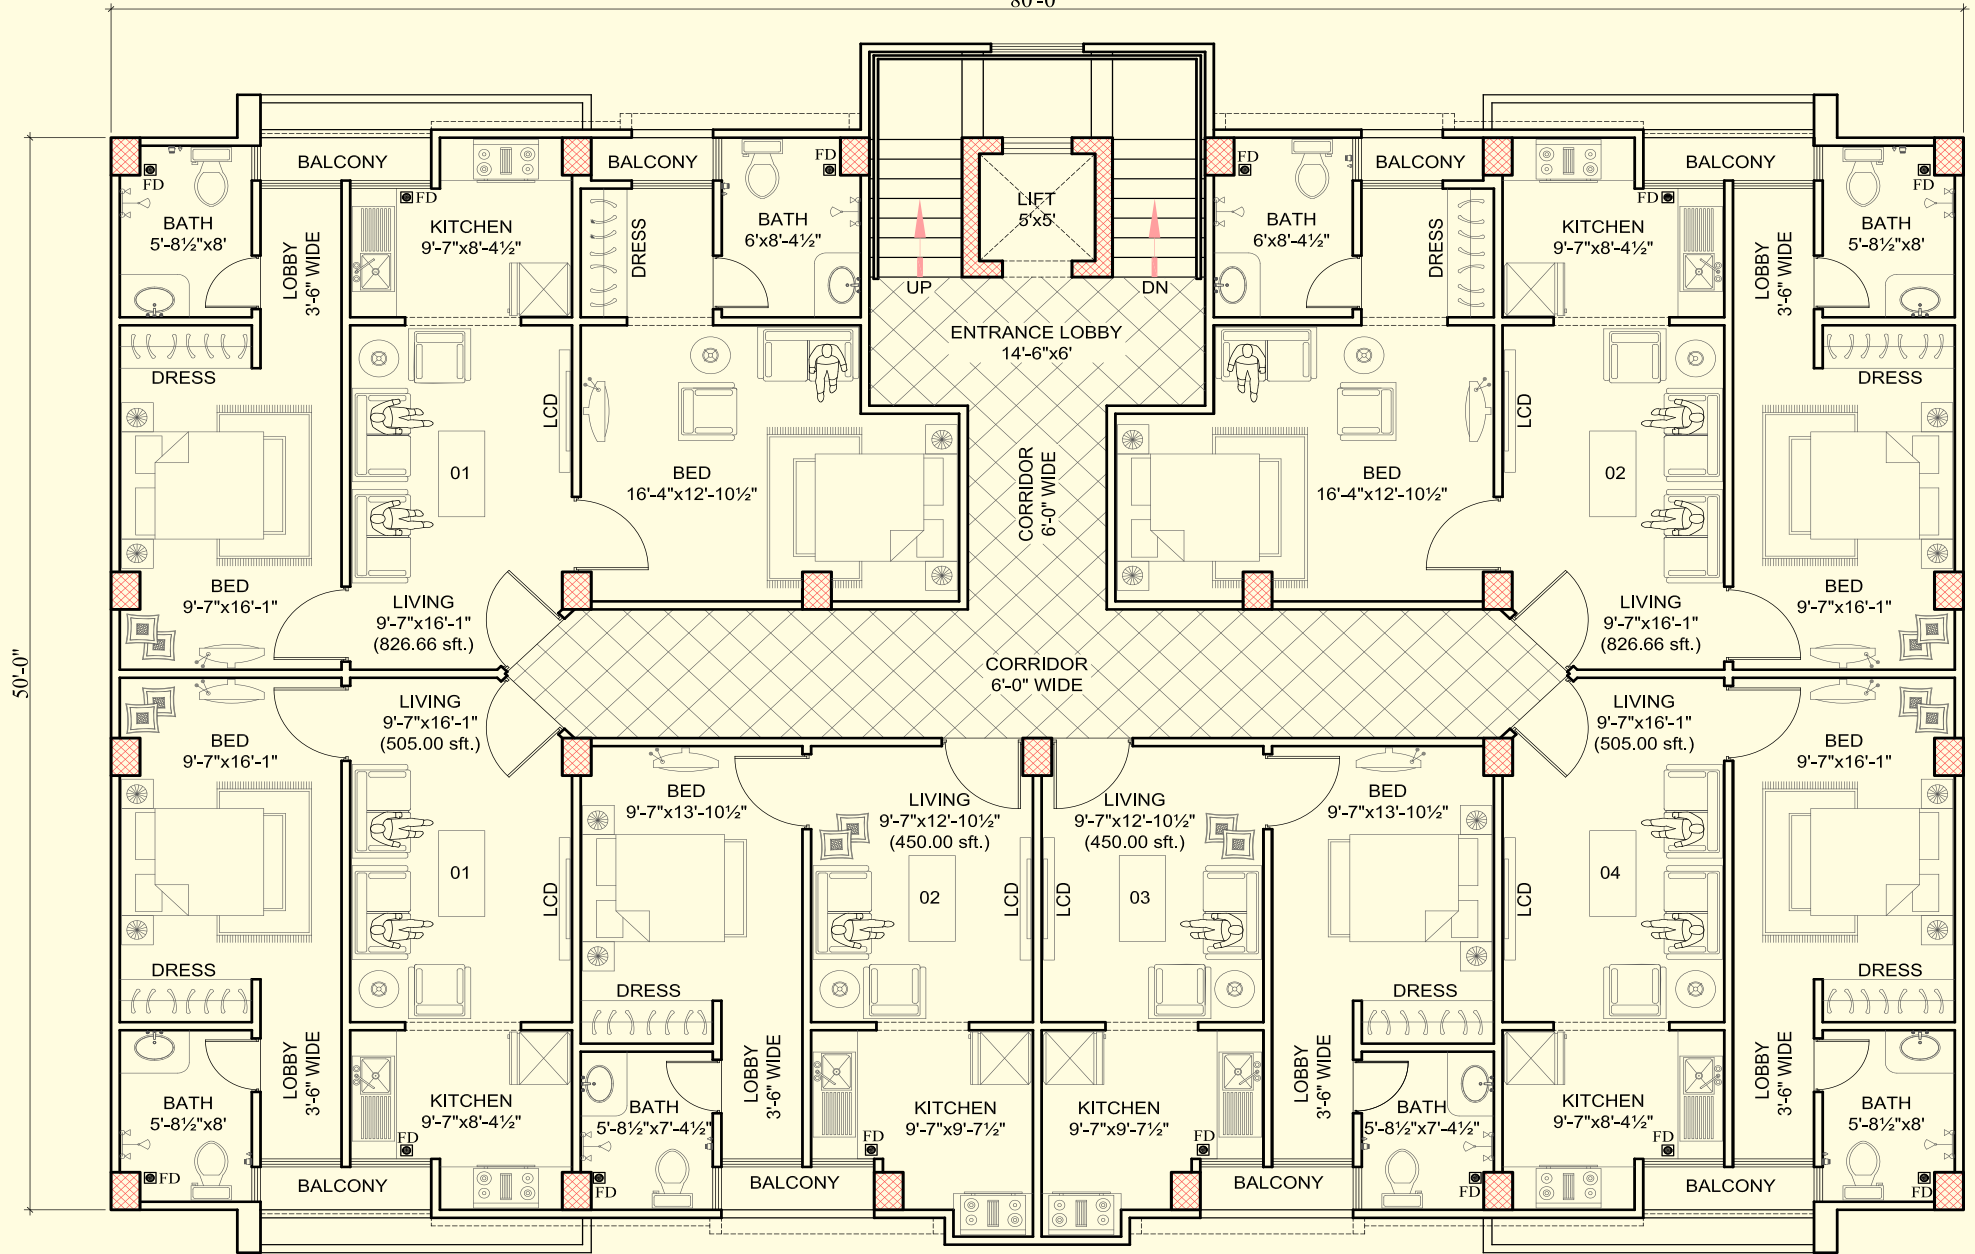 80'-0"
BALCONY
BALCONY
BALCONY
BALCONY
FD
FD
FD
FD
FD
FD
BATH
5'-8½"x8'
LOBBY
3'-6" WIDE
KITCHEN
9'-7"x8'-4½"
DRESS
BATH
6'x8'-4½"
LIFT
5'x5'
BATH
6'x8'-4½"
DRESS
KITCHEN
9'-7"x8'-4½"
LOBBY
3'-6" WIDE
BATH
5'-8½"x8'
UP
DN
ENTRANCE LOBBY
14'-6"x6'
DRESS
LCD
LCD
DRESS
01
BED
16'-4"x12'-10½"
CORRIDOR
6'-0" WIDE
BED
16'-4"x12'-10½"
02
BED
9'-7"x16'-1"
LIVING
9'-7"x16'-1"
(826.66 sft.)
LIVING
9'-7"x16'-1"
(826.66 sft.)
BED
9'-7"x16'-1"
50'-0"
CORRIDOR
6'-0" WIDE
BED
9'-7"x16'-1"
LIVING
9'-7"x16'-1"
(505.00 sft.)
LIVING
9'-7"x16'-1"
(505.00 sft.)
BED
9'-7"x16'-1"
BED
9'-7"x13'-10½"
LIVING
9'-7"x12'-10½"
(450.00 sft.)
LIVING
9'-7"x12'-10½"
(450.00 sft.)
BED
9'-7"x13'-10½"
01
LCD
02
LCD
LCD
03
LCD
04
DRESS
DRESS
DRESS
DRESS
BATH
5'-8½"x8'
LOBBY
3'-6" WIDE
KITCHEN
9'-7"x8'-4½"
BATH
5'-8½"x7'-4½"
LOBBY
3'-6" WIDE
KITCHEN
9'-7"x9'-7½"
KITCHEN
9'-7"x9'-7½"
LOBBY
3'-6" WIDE
BATH
5'-8½"x7'-4½"
KITCHEN
9'-7"x8'-4½"
LOBBY
3'-6" WIDE
BATH
5'-8½"x8'
FD
FD
FD
FD
FD
FD
FD
FD
BALCONY
BALCONY
BALCONY
BALCONY